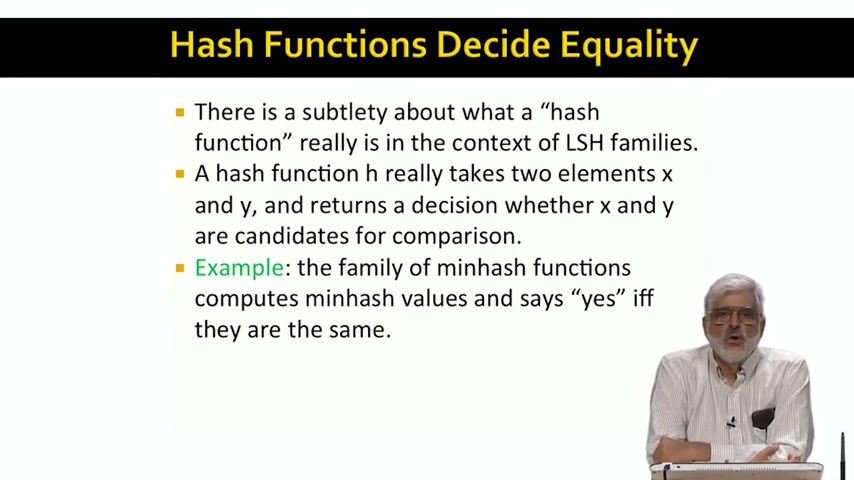 Hash Functions Decide Equality
There is a subtlety about what a “hash
function” really is in the context of LSH families.
A hash function h really takes two elements x
and y, and returns a decision whether x and y
are candidates for comparison.
Example: the family of minhash functions
computes minhash values and says “yes” iff
they are the same.